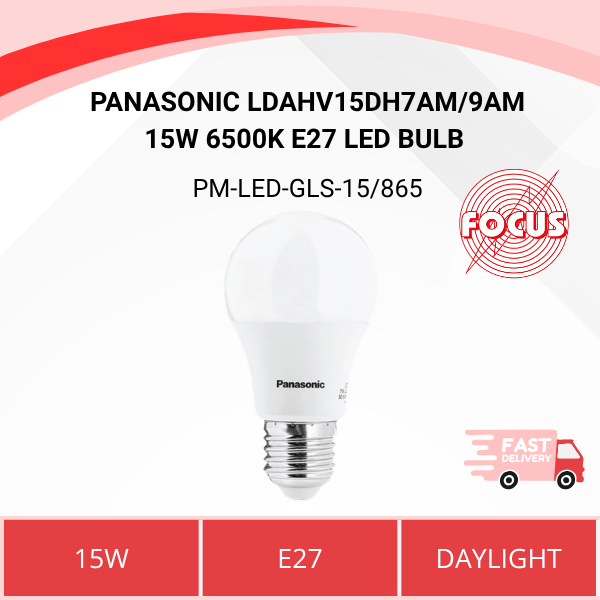 PANASONIC LDAHV15DH7AM/9AM
15W 6500K E27 LED BULB
PM-LED-GLS-15/865
FOCUS
Panasonic
FAST
DELIVERY
15W
E27
DAYLIGHT